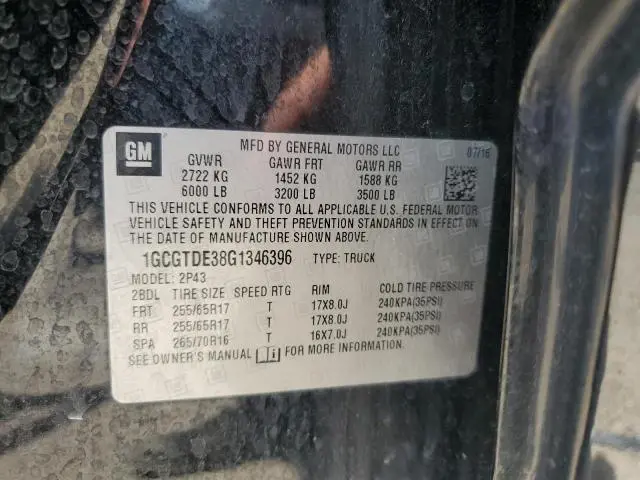 GM
MFD BY GENERAL MOTORS LLC 07/16
GVWR GAWR FRT GAWR RR
2722 KG 1452 KG 1588 KG
6000 LB 3200 LB 3500 LB
THIS VEHICLE CONFORMS TO ALL APPLICABLE U.S. FEDERAL MOTOR
VEHICLE SAFETY AND THEFT PREVENTION STANDARDS IN EFFECT ON
THE DATE OF MANUFACTURE SHOWN ABOVE.
1GCGTDE38G1346396 TYPE: TRUCK
MODEL: 2P43
2BDL TIRE SIZE SPEED RTG RIM COLD TIRE PRESSURE
FRT 255/65R17 T 17X8.0J 240KPA(35PSI)
RR 255/65R17 T 17X8.0J 240KPA(35PSI)
SPA 265/70R16 T 16X7.0J 240KPA(35PSI)
SEE OWNER'S MANUAL FOR MORE INFORMATION.